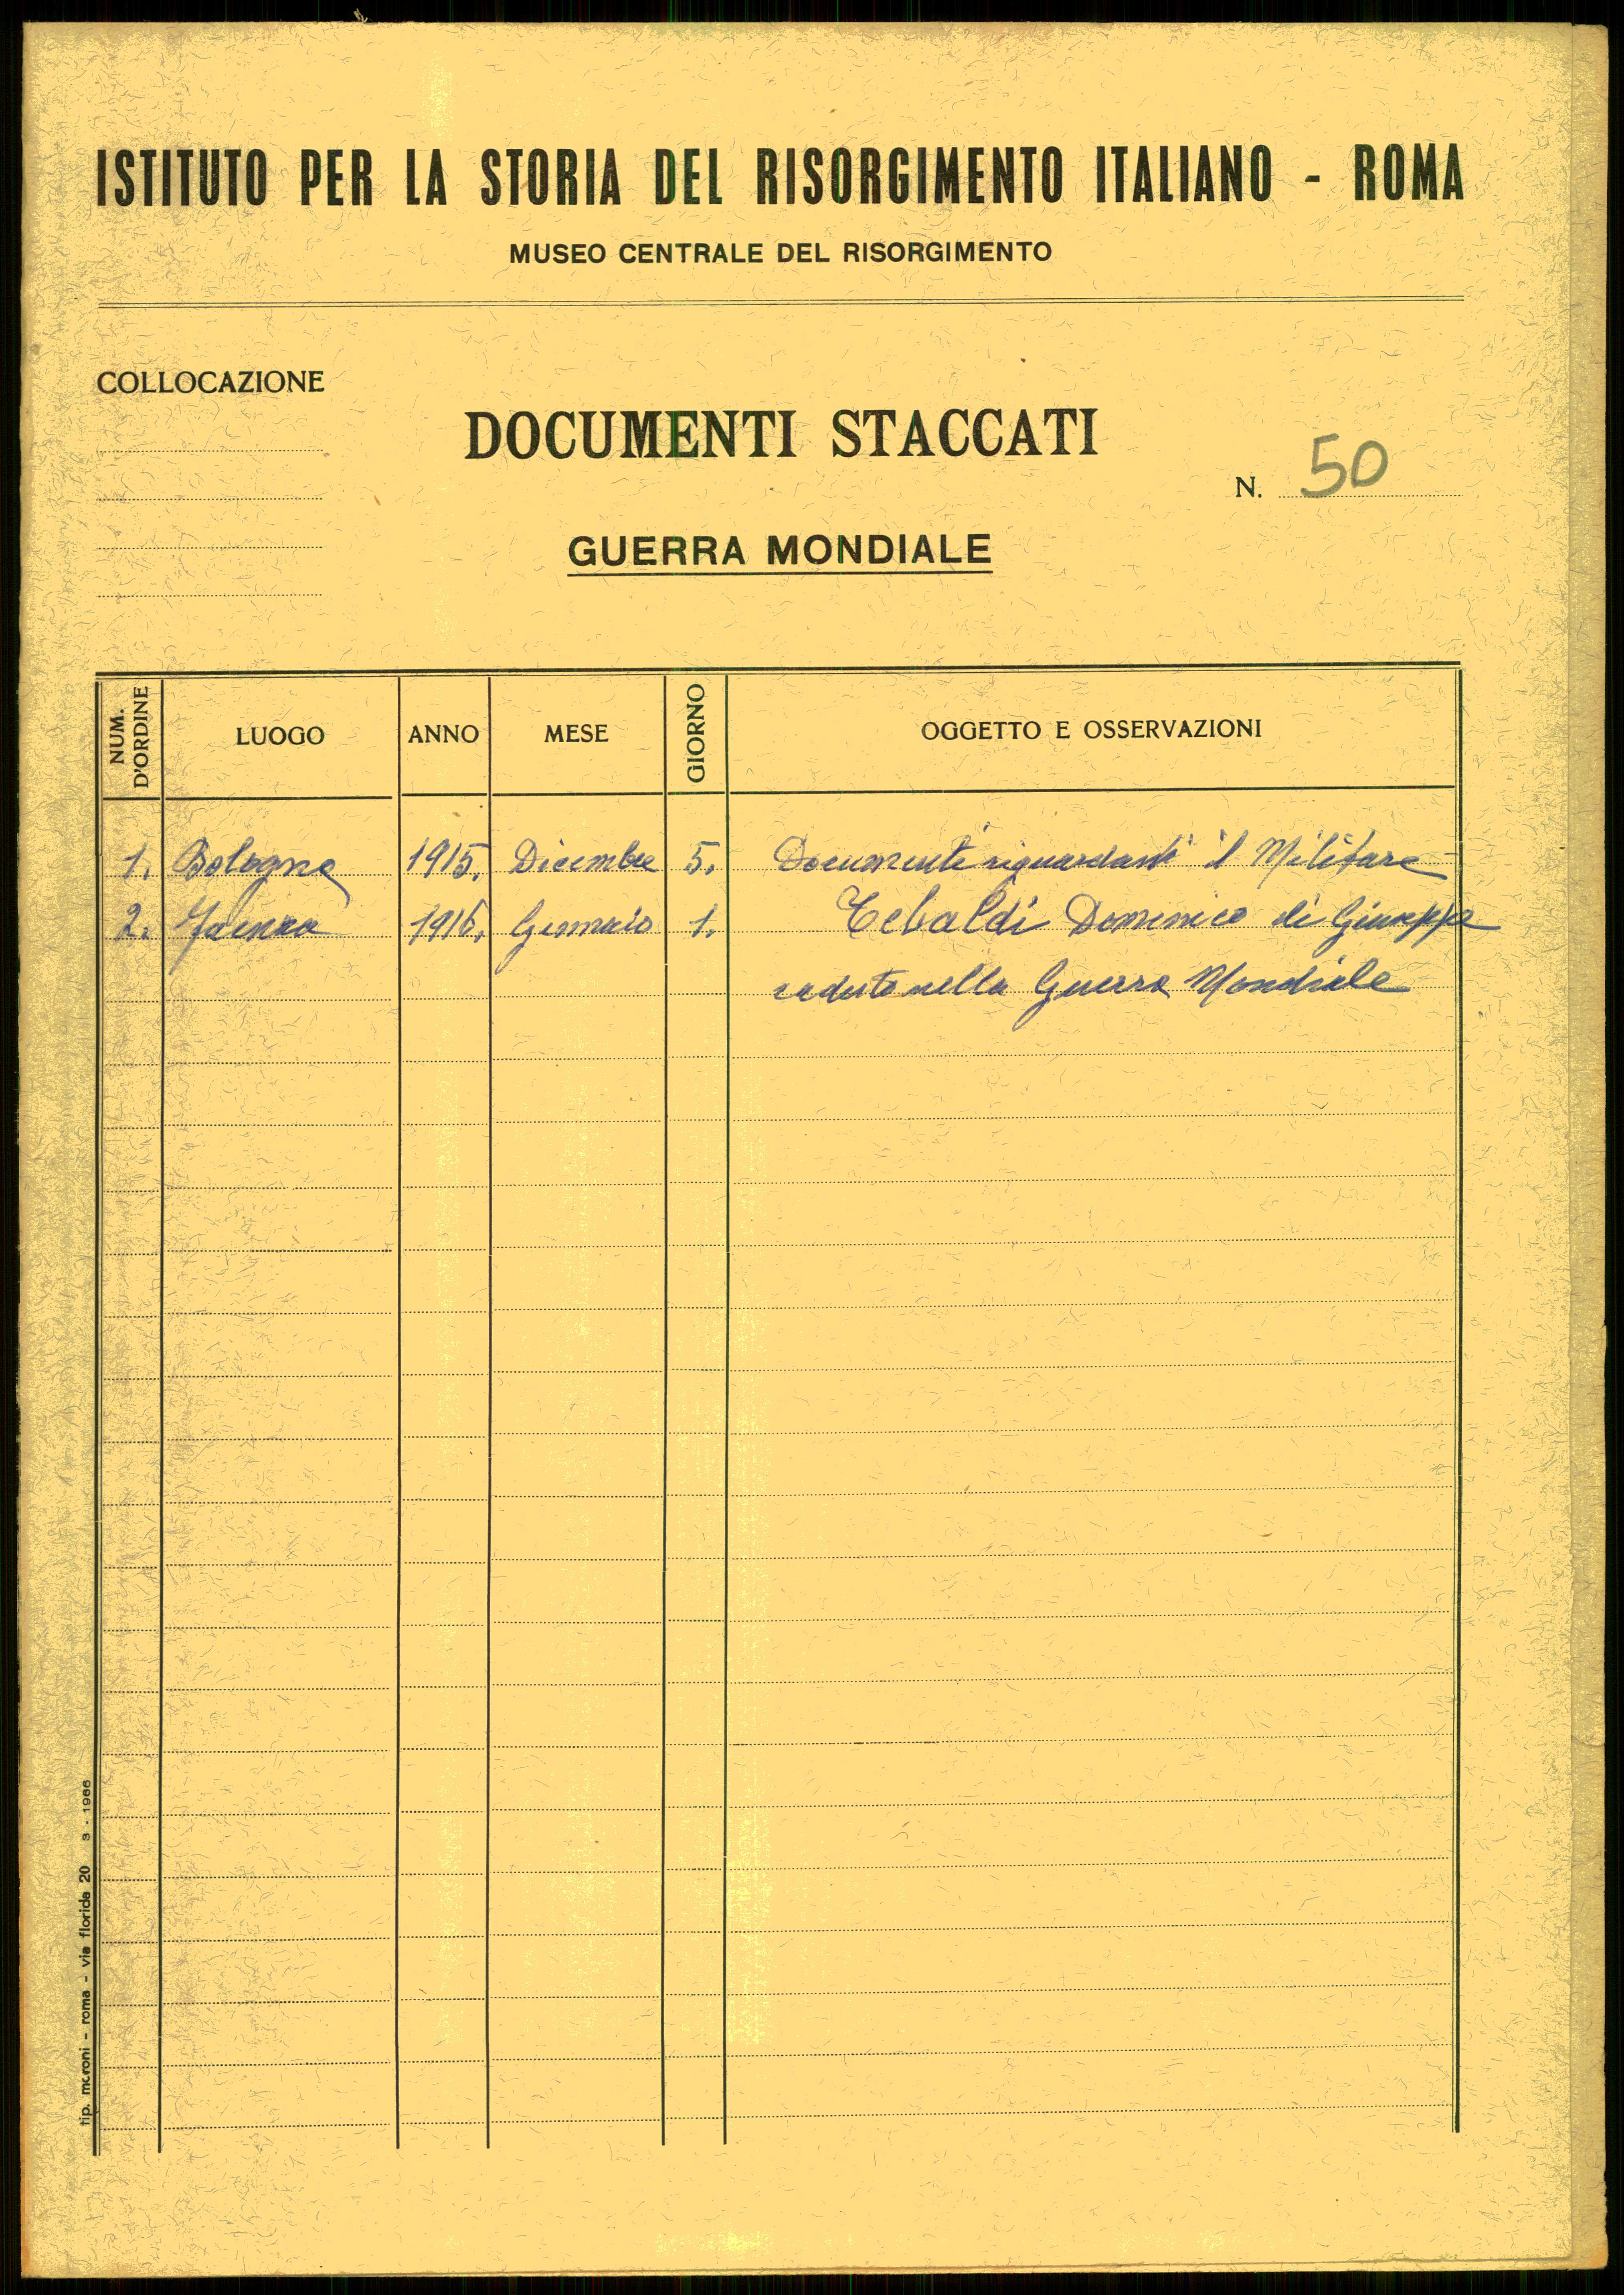 ISTITUTO PER LA STORIA DEL RISORGIMENTO ITALIANO - ROMA
MUSEO CENTRALE DEL RISORGIMENTO
COLLOCAZIONE
DOCUMENTI STACCATI
N. 50
GUERRA MONDIALE
NUM. D'ORDINE LUOGO ANNO MESE GIORNO OGGETTO E OSSERVAZIONI
1. Bologna 1915. Dicembre 5. Documenti riguardanti il Militare
2. Faenza 1916. Gennaio 1. Tebaldi Domenico di Giuseppe
caduto nella Guerra Mondiale
tip. moroni - roma - via florida 20 3 - 1966